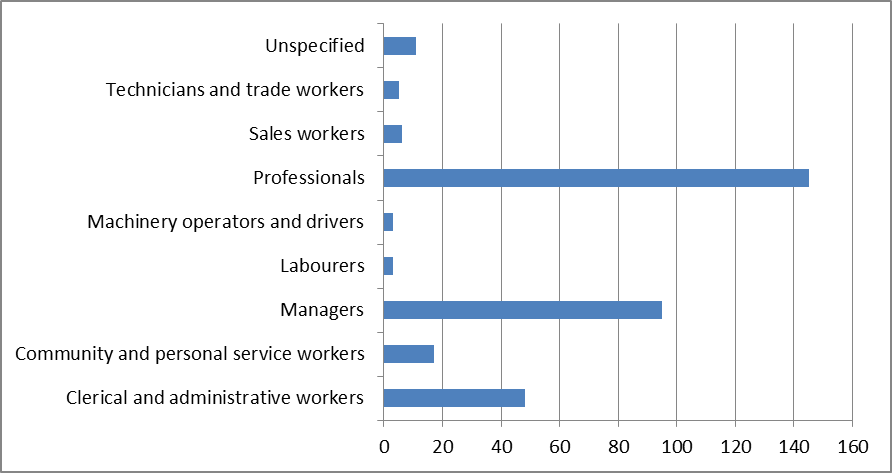 Unspecified
Technicians and trade workers
Sales workers
Professionals
Machinery operators and drivers
Labourers
Managers
Community and personal service workers
Clerical and administrative workers
0 20 40 60 80 100 120 140 160